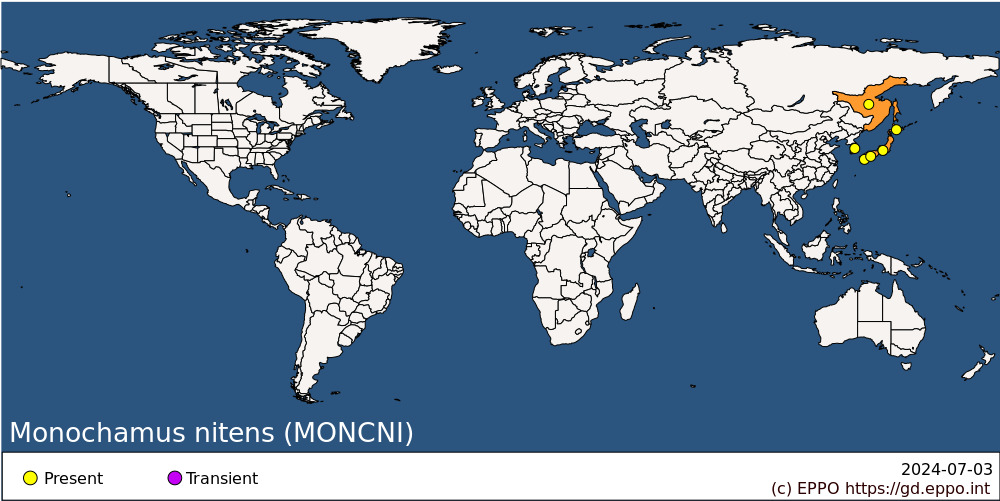 Monochamus nitens (MONCNI)
Present
Transient
2024-07-03
(c) EPPO https://gd.eppo.int